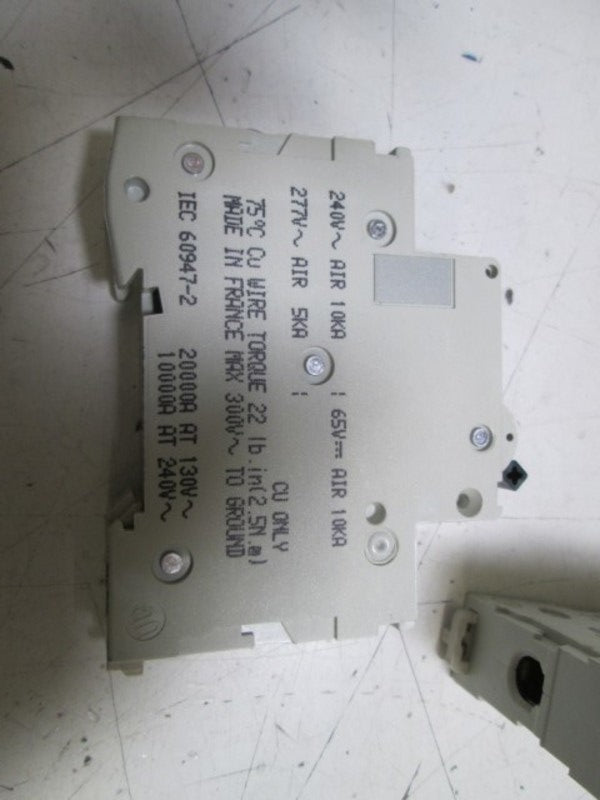 240V∿ AIR 10KA ¦ 65V⎓ AIR 10KA
277V∿ AIR 5KA ¦
CU ONLY
75°C Cu WIRE TORQUE 22 lb.in(2.5N.m)
MADE IN FRANCE MAX 300V∿ TO GROUND
IEC 60947-2 20000A AT 130V∿
10000A AT 240V∿